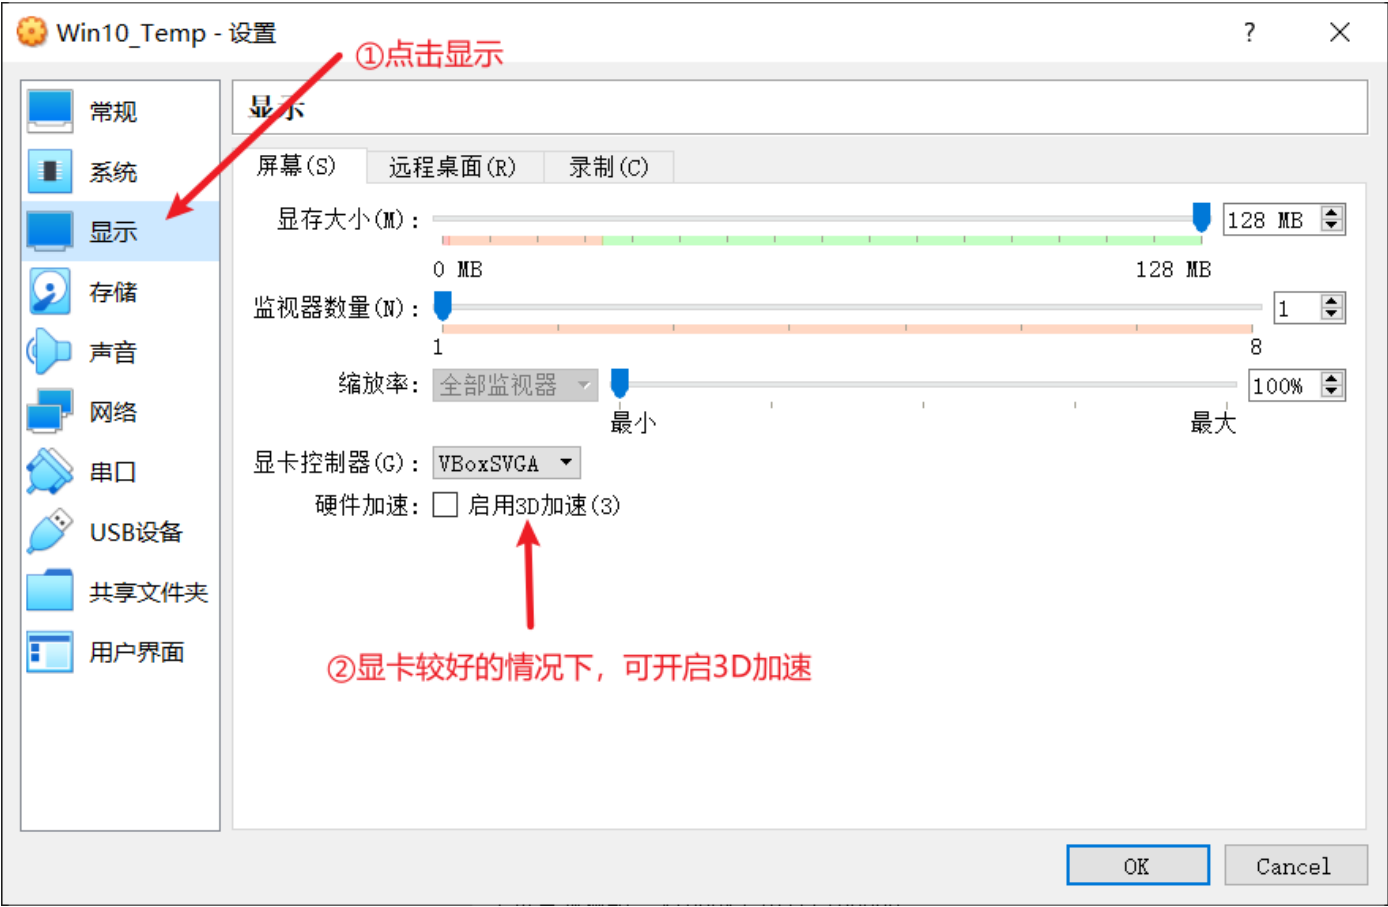 Win10_Temp - 设置
?
①点击显示
常规
系统
显示
存储
声音
网络
串口
USB设备
共享文件夹
用户界面
显示
屏幕(S)
远程桌面(R)
录制(C)
显存大小(M):
128 MB
0 MB
128 MB
监视器数量(N):
1
1
8
缩放率:
全部监视器
100%
最小
最大
显卡控制器(G):
VBoxSVGA
硬件加速:
启用3D加速(3)
②显卡较好的情况下，可开启3D加速
OK
Cancel